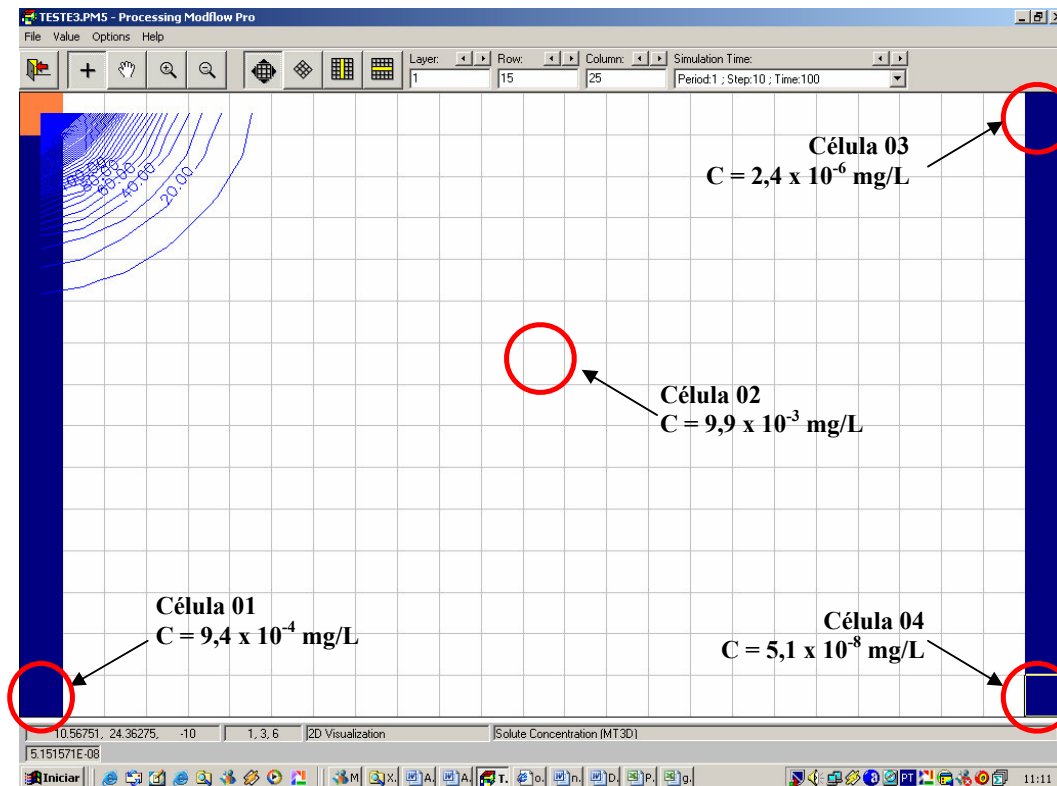 TESTE3.PM5 - Processing Modflow Pro
File Value Options Help
Layer: Row: Column: Simulation Time:
1 15 25 Period:1 ; Step:10 ; Time:100
Célula 03
C = 2,4 x 10⁻⁶ mg/L
60.00
40.00
20.00
Célula 02
C = 9,9 x 10⁻³ mg/L
Célula 01
C = 9,4 x 10⁻⁴ mg/L
Célula 04
C = 5,1 x 10⁻⁸ mg/L
10.56751, 24.36275, -10 1, 3, 6 2D Visualization Solute Concentration (MT3D)
5.151571E-08
Iniciar M X. A. A. T. o. n. D. P. g. PT 11:11